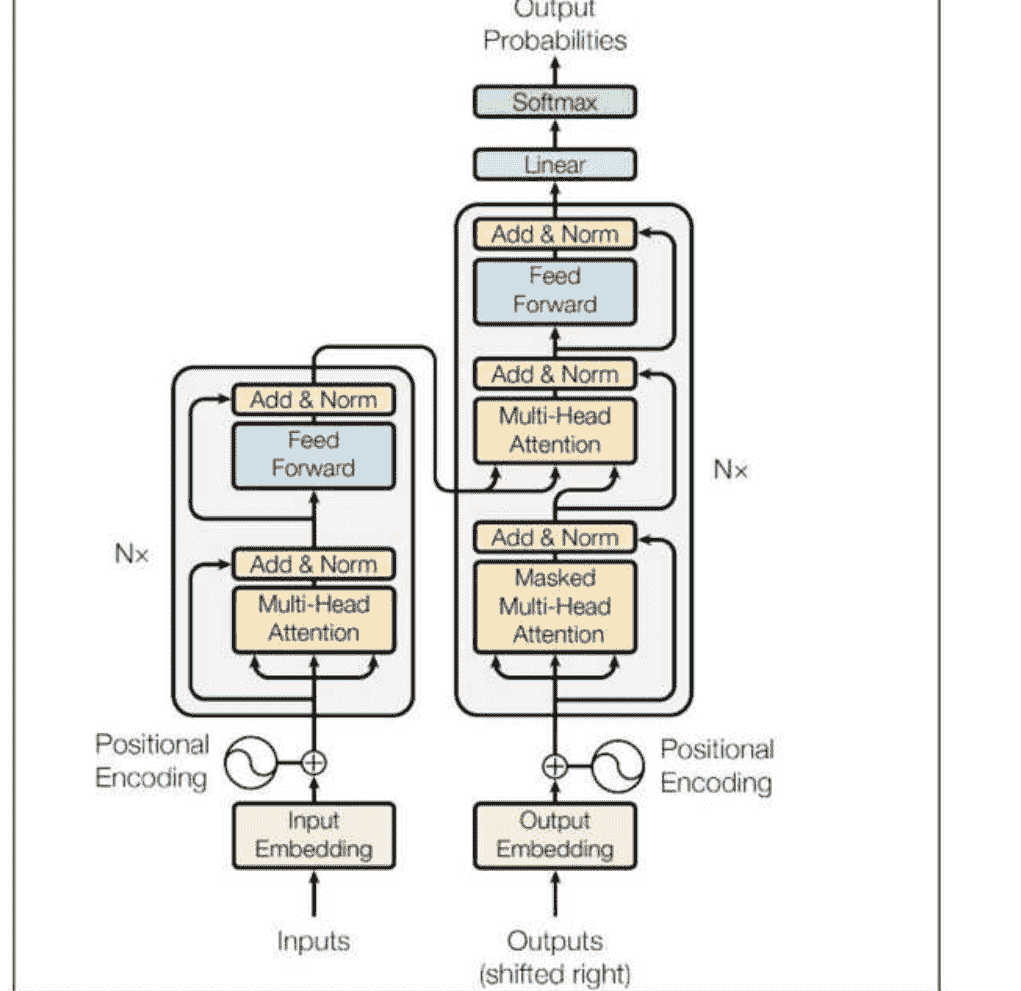 Output
Probabilities
Softmax
Linear
Add & Norm
Feed
Forward
Add & Norm
Multi-Head
Attention
Nx
Add & Norm
Masked
Multi-Head
Attention
Add & Norm
Feed
Forward
Nx
Add & Norm
Multi-Head
Attention
Positional
Encoding
Positional
Encoding
Input
Embedding
Output
Embedding
Inputs
Outputs
(shifted right)